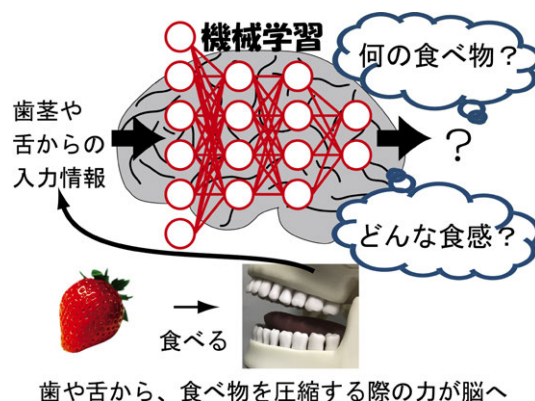 機械学習
何の食べ物？
歯茎や
舌からの
入力情報
？
どんな食感？
食べる
歯や舌から、食べ物を圧縮する際の力が脳へ